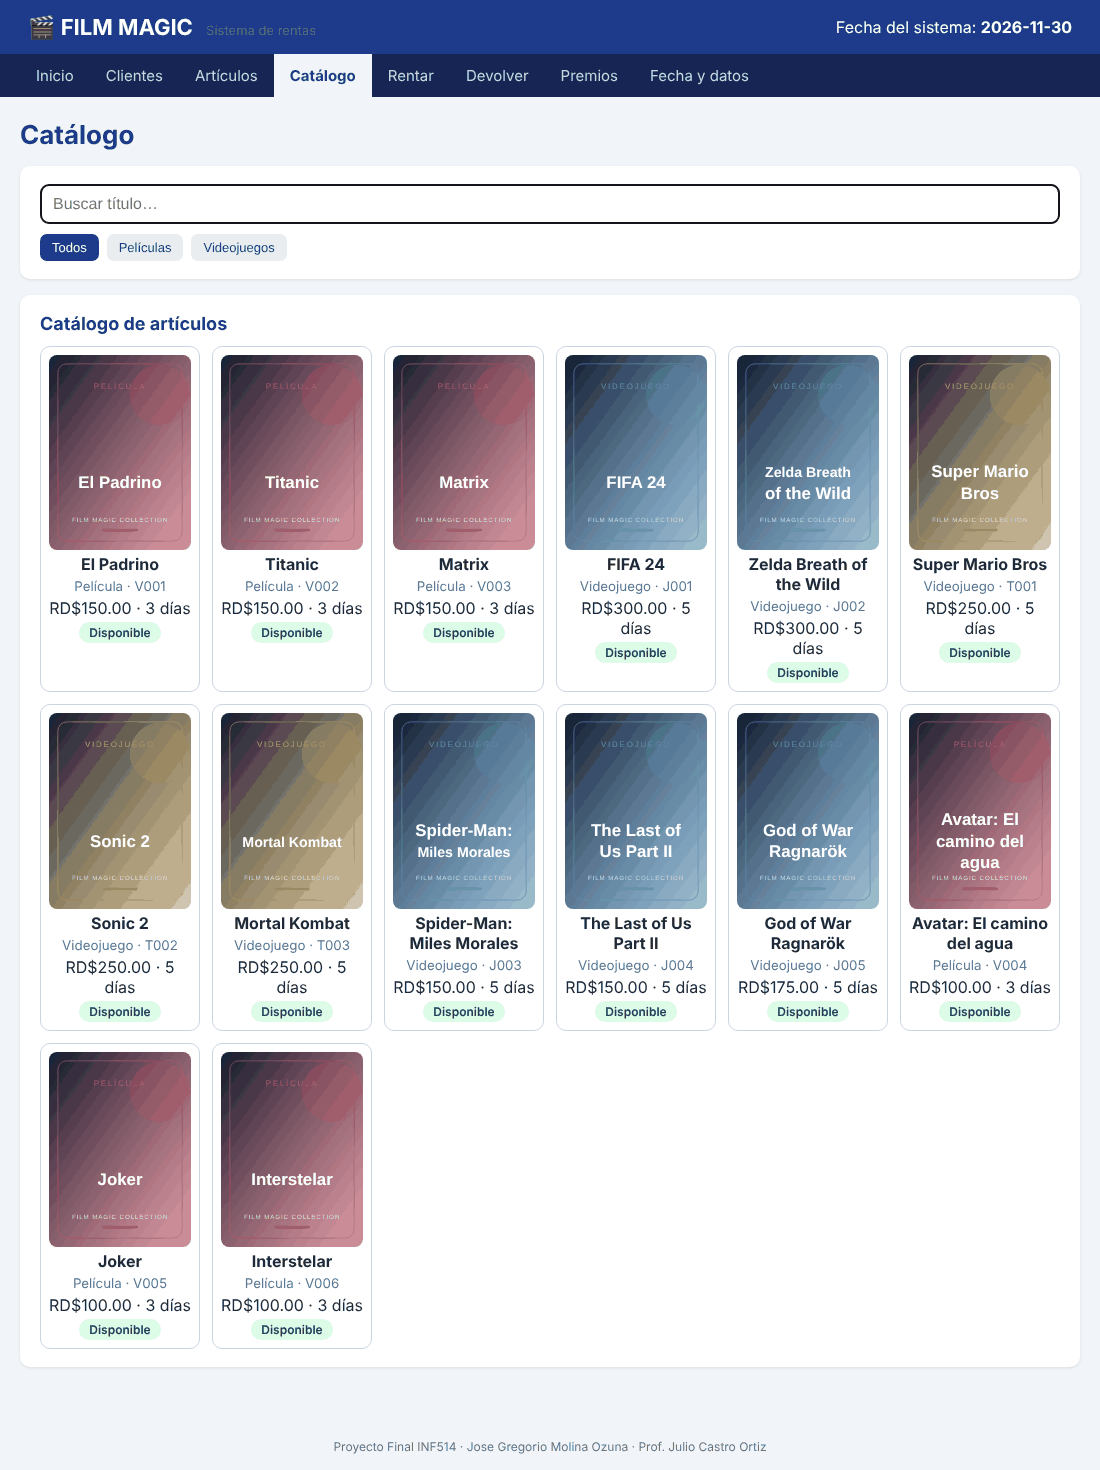 🎬 FILM MAGIC Sistema de rentas
Fecha del sistema: 2026-11-30
Inicio Clientes Artículos Catálogo Rentar Devolver Premios Fecha y datos
Catálogo
Buscar título…
Todos Películas Videojuegos
Catálogo de artículos
PELÍCULA
El Padrino
FILM MAGIC COLLECTION
El Padrino
Película · V001
RD$150.00 · 3 días
Disponible
PELÍCULA
Titanic
FILM MAGIC COLLECTION
Titanic
Película · V002
RD$150.00 · 3 días
Disponible
PELÍCULA
Matrix
FILM MAGIC COLLECTION
Matrix
Película · V003
RD$150.00 · 3 días
Disponible
VIDEOJUEGO
FIFA 24
FILM MAGIC COLLECTION
FIFA 24
Videojuego · J001
RD$300.00 · 5
días
Disponible
VIDEOJUEGO
Zelda Breath
of the Wild
FILM MAGIC COLLECTION
Zelda Breath of
the Wild
Videojuego · J002
RD$300.00 · 5
días
Disponible
VIDEOJUEGO
Super Mario
Bros
FILM MAGIC COLLECTION
Super Mario Bros
Videojuego · T001
RD$250.00 · 5
días
Disponible
VIDEOJUEGO
Sonic 2
FILM MAGIC COLLECTION
Sonic 2
Videojuego · T002
RD$250.00 · 5
días
Disponible
VIDEOJUEGO
Mortal Kombat
FILM MAGIC COLLECTION
Mortal Kombat
Videojuego · T003
RD$250.00 · 5
días
Disponible
VIDEOJUEGO
Spider-Man:
Miles Morales
FILM MAGIC COLLECTION
Spider-Man:
Miles Morales
Videojuego · J003
RD$150.00 · 5 días
Disponible
VIDEOJUEGO
The Last of
Us Part II
FILM MAGIC COLLECTION
The Last of Us
Part II
Videojuego · J004
RD$150.00 · 5 días
Disponible
VIDEOJUEGO
God of War
Ragnarök
FILM MAGIC COLLECTION
God of War
Ragnarök
Videojuego · J005
RD$175.00 · 5 días
Disponible
PELÍCULA
Avatar: El
camino del
agua
FILM MAGIC COLLECTION
Avatar: El camino
del agua
Película · V004
RD$100.00 · 3 días
Disponible
PELÍCULA
Joker
FILM MAGIC COLLECTION
Joker
Película · V005
RD$100.00 · 3 días
Disponible
PELÍCULA
Interstelar
FILM MAGIC COLLECTION
Interstelar
Película · V006
RD$100.00 · 3 días
Disponible
Proyecto Final INF514 · Jose Gregorio Molina Ozuna · Prof. Julio Castro Ortiz